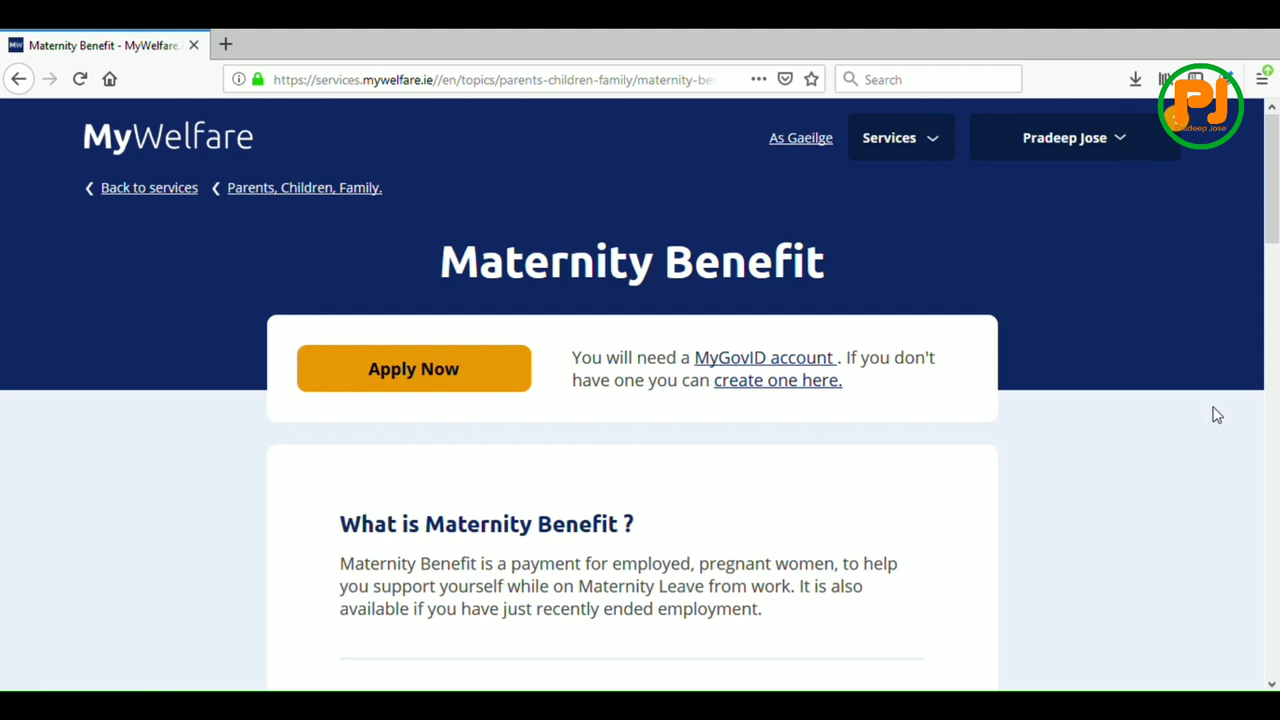 MW Maternity Benefit - MyWelfare.
https://services.mywelfare.ie//en/topics/parents-children-family/maternity-be
Search
Pradeep Jose
MyWelfare
As Gaeilge
Services
Pradeep Jose
Back to services
Parents, Children, Family.
Maternity Benefit
Apply Now
You will need a MyGovID account . If you don't
have one you can create one here.
What is Maternity Benefit ?
Maternity Benefit is a payment for employed, pregnant women, to help
you support yourself while on Maternity Leave from work. It is also
available if you have just recently ended employment.